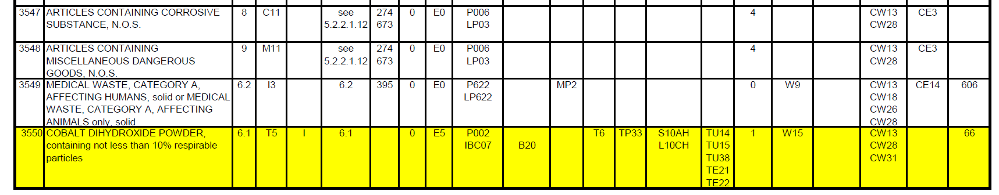 3547 ARTICLES CONTAINING CORROSIVE 8 C11 see 274 0 E0 P006 4 CW13 CE3
SUBSTANCE, N.O.S. 5.2.2.1.12 673 LP03 CW28
3548 ARTICLES CONTAINING 9 M11 see 274 0 E0 P006 4 CW13 CE3
MISCELLANEOUS DANGEROUS 5.2.2.1.12 673 LP03 CW28
GOODS, N.O.S.
3549 MEDICAL WASTE, CATEGORY A, 6.2 I3 6.2 395 0 E0 P622 MP2 0 W9 CW13 CE14 606
AFFECTING HUMANS, solid or MEDICAL LP622 CW18
WASTE, CATEGORY A, AFFECTING CW26
ANIMALS only, solid CW28
3550 COBALT DIHYDROXIDE POWDER, 6.1 T5 I 6.1 0 E5 P002 T6 TP33 S10AH TU14 1 W15 CW13 66
containing not less than 10% respirable IBC07 B20 L10CH TU15 CW28
particles TU38 CW31
TE21
TE22